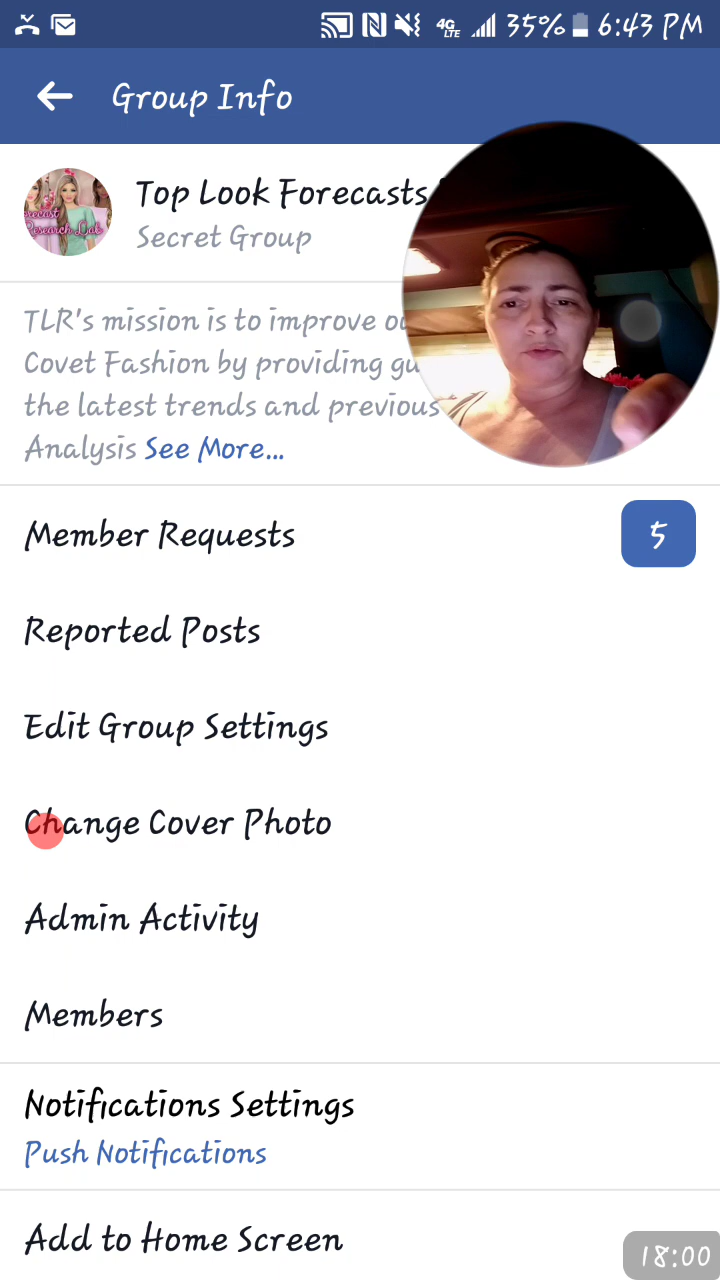 4G LTE 35% 6:43 PM
Group Info
Top Look Forecasts
Secret Group
TLR's mission is to improve
Covet Fashion by providing
the latest trends and previous
Analysis See More...
Member Requests 5
Reported Posts
Edit Group Settings
Change Cover Photo
Admin Activity
Members
Notifications Settings
Push Notifications
Add to Home Screen
18:00